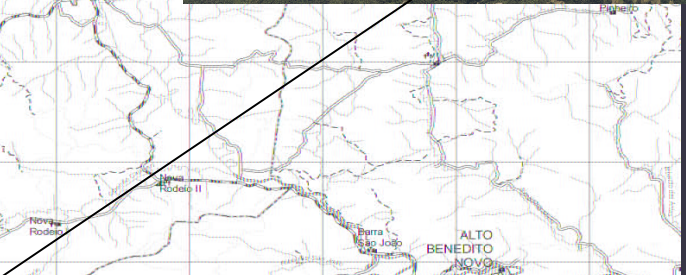 Pinheiro
Nova
Rodeio II
Nova
Rodeio
Barra
São João
ALTO
BENEDITO
NOVO